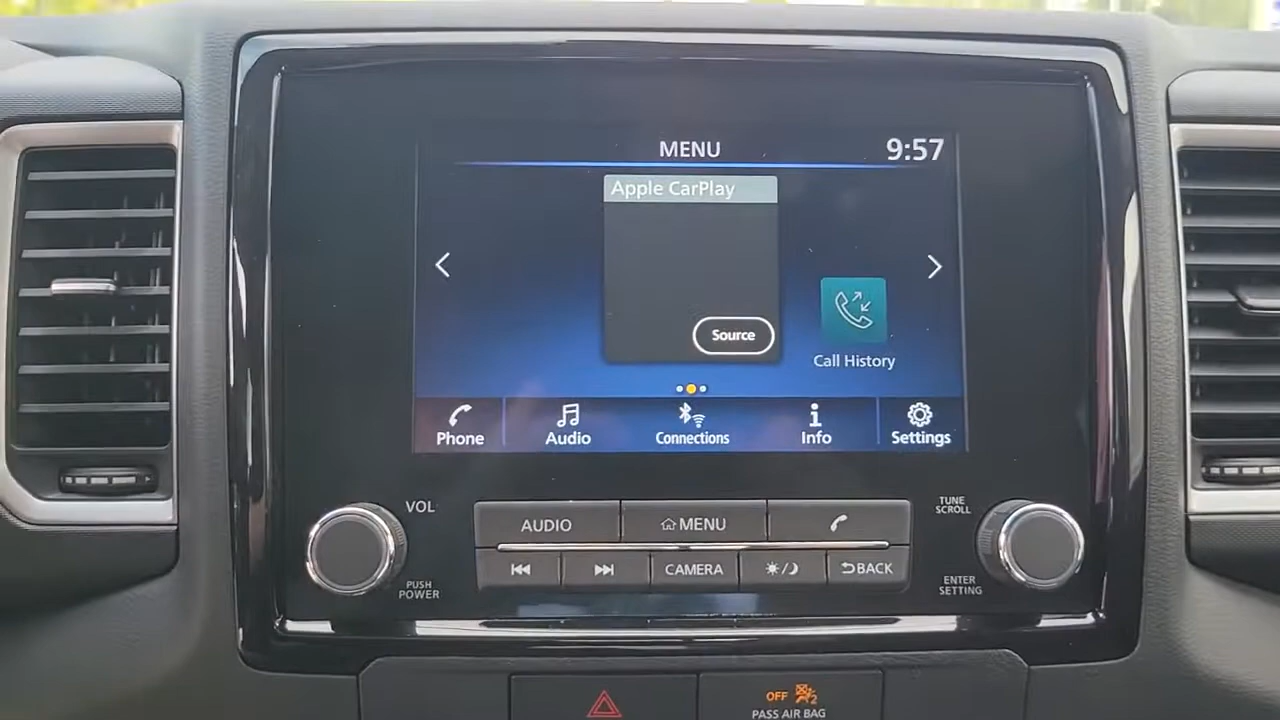 MENU
9:57
Apple CarPlay
Source
Call History
Phone
Audio
Connections
Info
Settings
VOL
PUSH
POWER
AUDIO
MENU
CAMERA
BACK
TUNE
SCROLL
ENTER
SETTING
OFF
2
PASS AIR BAG